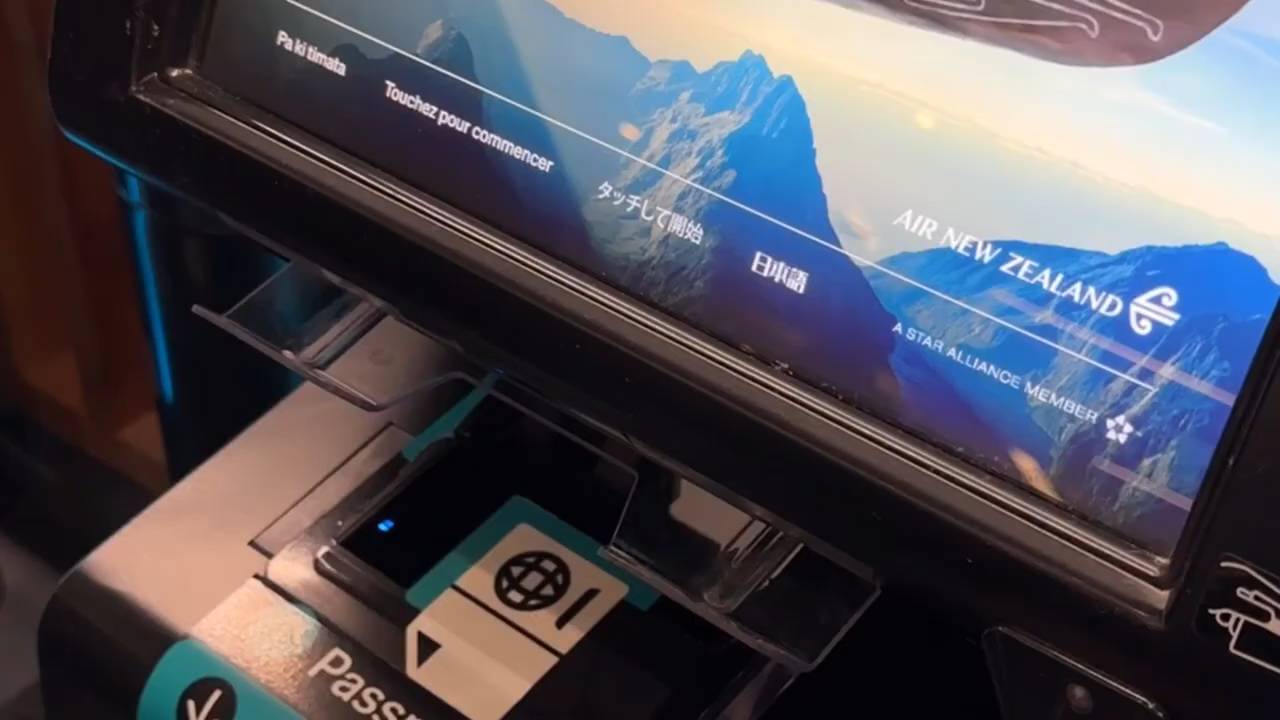 Pa ki timata
Touchez pour commencer
タッチして開始
日本語
AIR NEW ZEALAND
A STAR ALLIANCE MEMBER